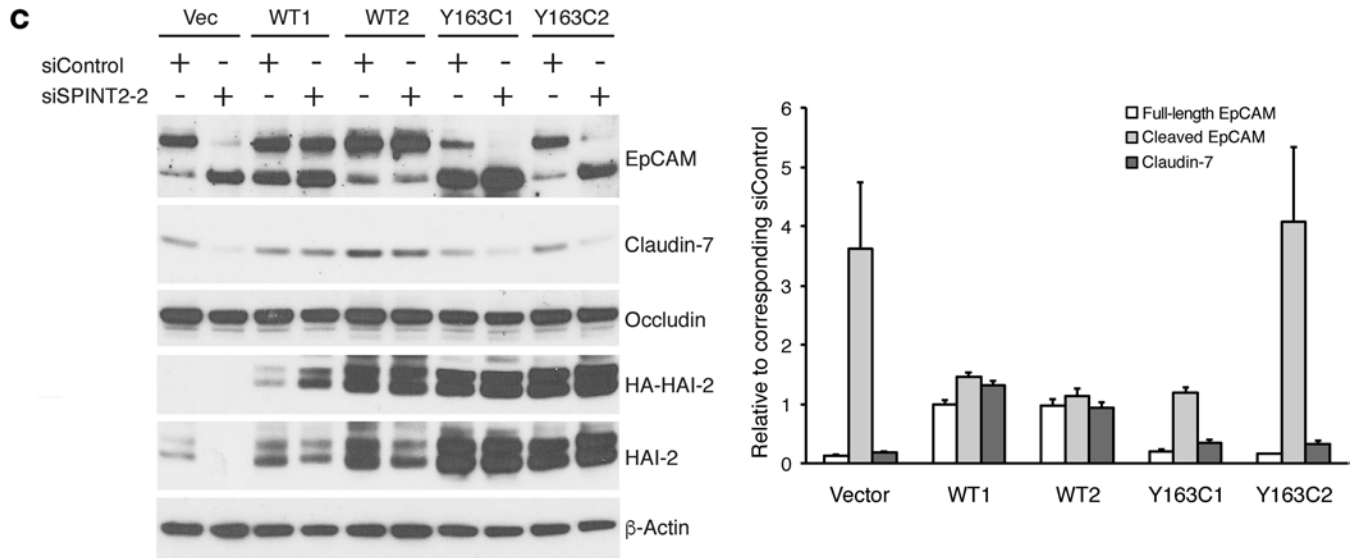 c
Vec WT1 WT2 Y163C1 Y163C2
siControl + - + - + - + - + -
siSPINT2-2 - + - + - + - + - +
EpCAM
Claudin-7
Occludin
HA-HAI-2
HAI-2
β-Actin
Relative to corresponding siControl
6
5
4
3
2
1
0
Full-length EpCAM
Cleaved EpCAM
Claudin-7
Vector WT1 WT2 Y163C1 Y163C2